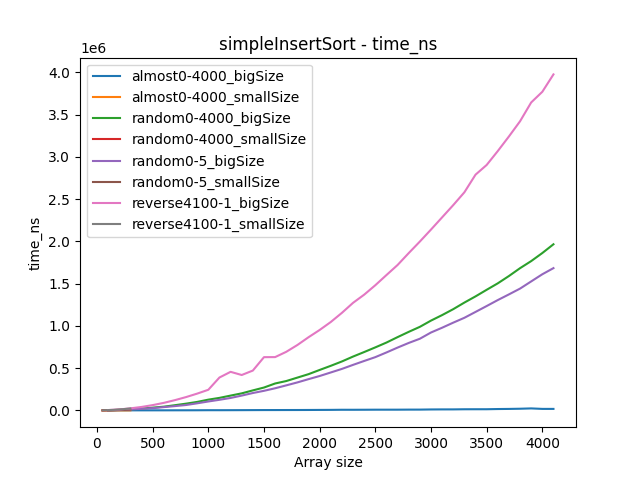 simpleInsertSort - time_ns
1e6
almost0-4000_bigSize
almost0-4000_smallSize
random0-4000_bigSize
random0-4000_smallSize
random0-5_bigSize
random0-5_smallSize
reverse4100-1_bigSize
reverse4100-1_smallSize
4.0
3.5
3.0
2.5
2.0
1.5
1.0
0.5
0.0
time_ns
0 500 1000 1500 2000 2500 3000 3500 4000
Array size